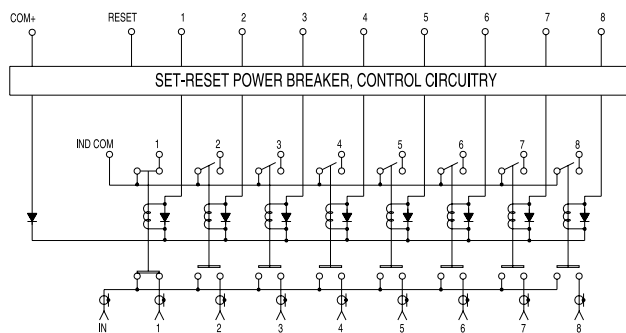 COM+ RESET 1 2 3 4 5 6 7 8
SET-RESET POWER BREAKER, CONTROL CIRCUITRY
IND COM 1 2 3 4 5 6 7 8
IN 1 2 3 4 5 6 7 8